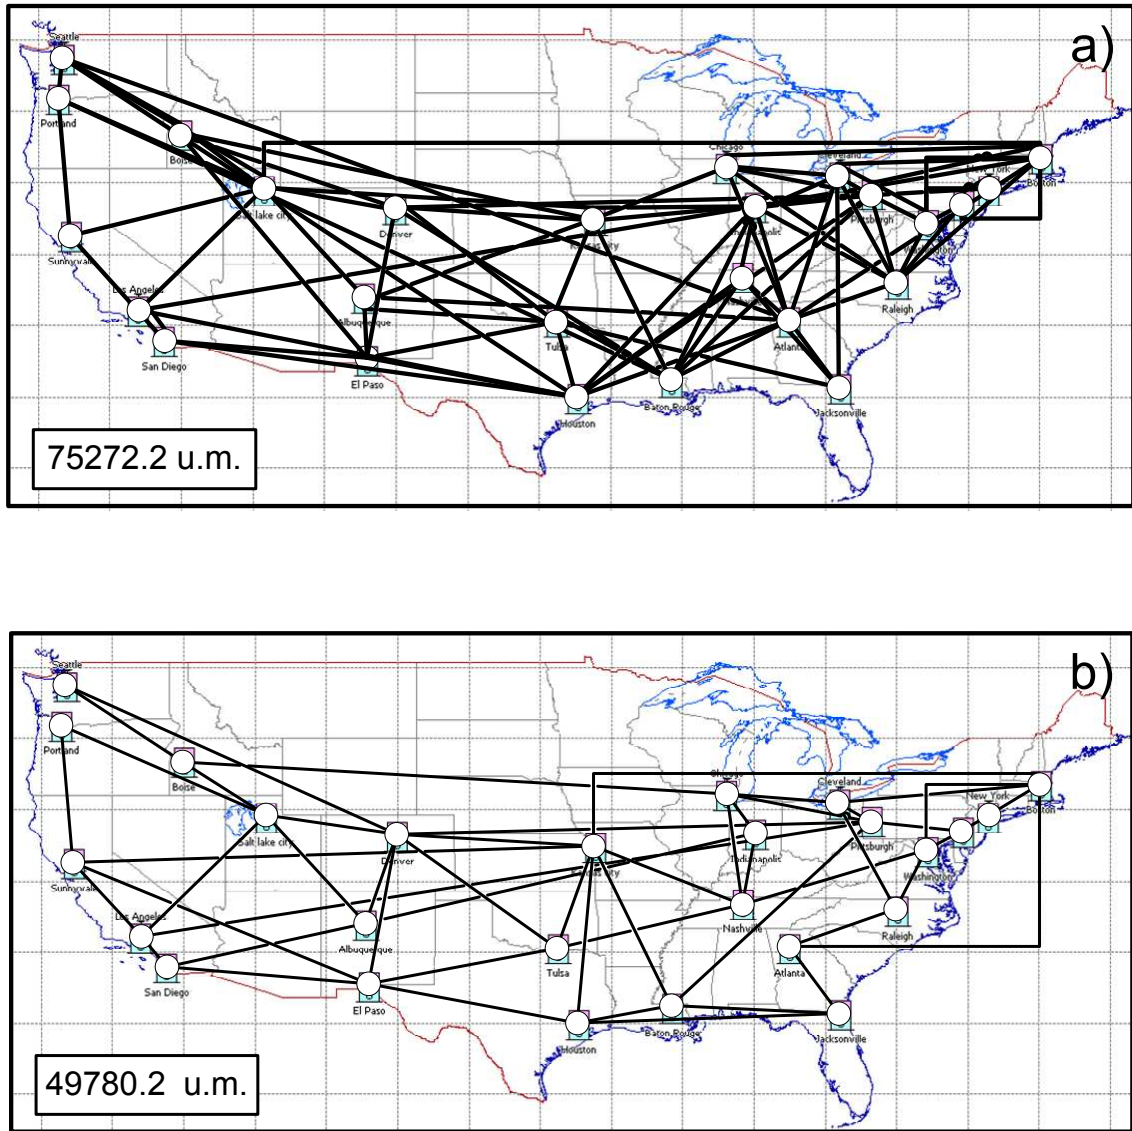 a)
Seattle
Portland
Boise
Chicago
Cleveland
New York
Boston
Salt lake city
Denver
Pittsburgh
Washington
Sunnyvale
Los Angeles
Raleigh
Albuquerque
Tulsa
Atlanta
San Diego
El Paso
Houston
Baton Rouge
Jacksonville
75272.2 u.m.
b)
Seattle
Portland
Boise
Cleveland
New York
Boston
Salt lake city
Denver
Indianapolis
Pittsburgh
Washington
Sunnyvale
Los Angeles
Nashville
Raleigh
Albuquerque
Tulsa
Atlanta
San Diego
El Paso
Houston
Baton Rouge
Jacksonville
49780.2 u.m.